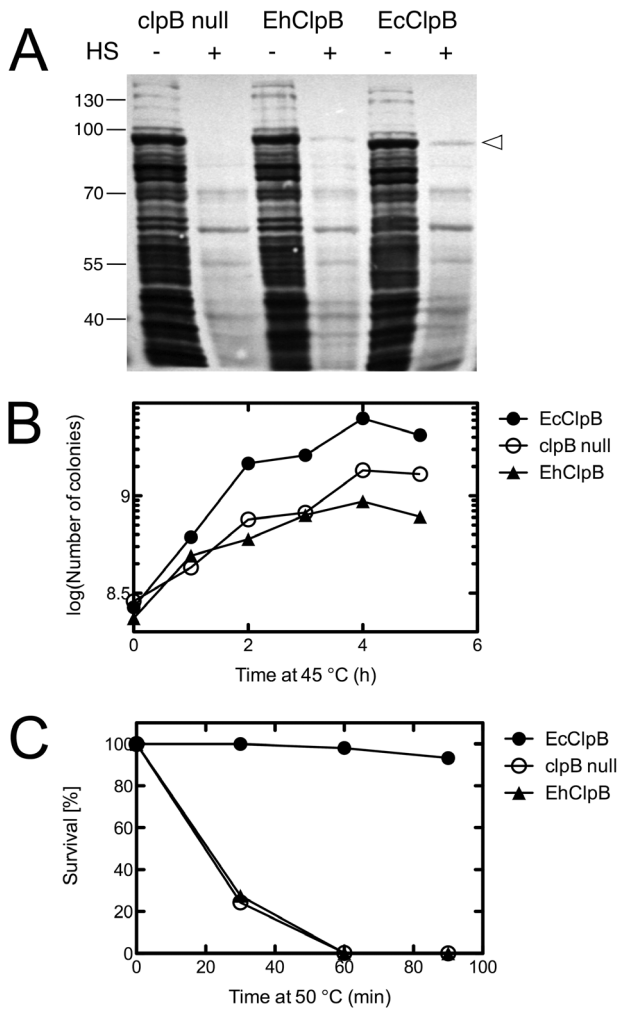 A
clpB null EhClpB EcClpB
HS - + - + - +
130
100
70
55
40
B
log(Number of colonies)
9
8.5
0 2 4 6
Time at 45 °C (h)
EcClpB
clpB null
EhClpB
C
Survival [%]
100
80
60
40
20
0
0 20 40 60 80 100
Time at 50 °C (min)
EcClpB
clpB null
EhClpB